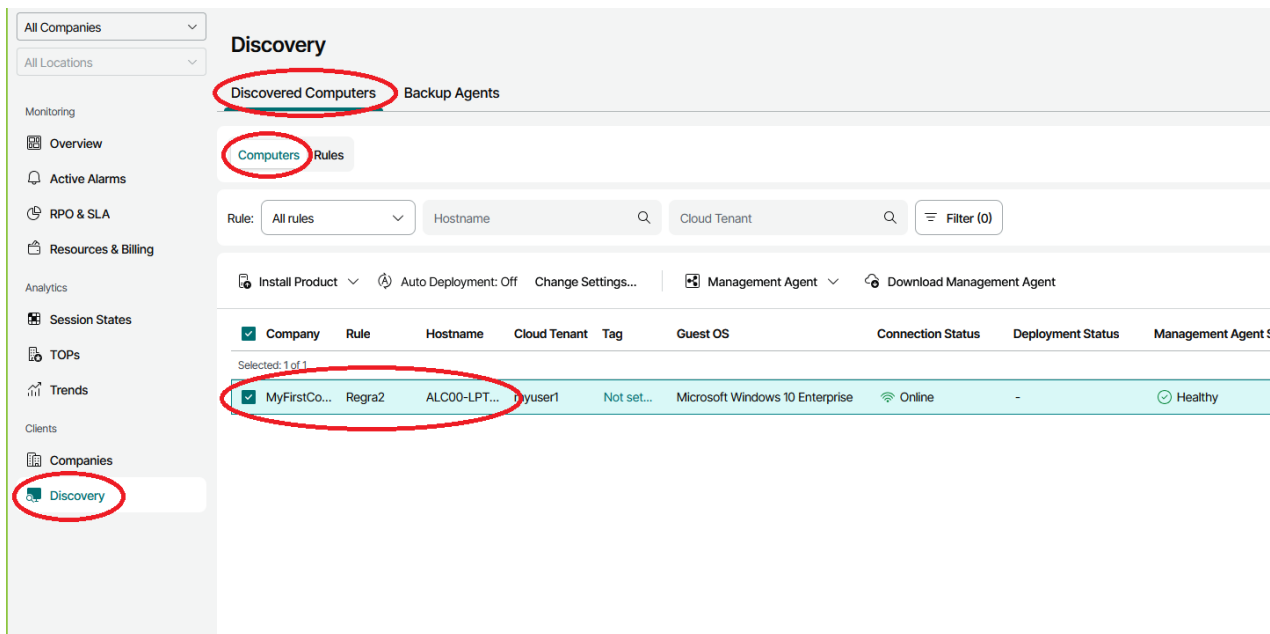 All Companies
All Locations
Monitoring
Overview
Active Alarms
RPO & SLA
Resources & Billing
Analytics
Session States
TOPs
Trends
Clients
Companies
Discovery
Discovery
Discovered Computers Backup Agents
Computers Rules
Rule: All rules Hostname Cloud Tenant Filter (0)
Install Product Auto Deployment: Off Change Settings... Management Agent Download Management Agent
Company Rule Hostname Cloud Tenant Tag Guest OS Connection Status Deployment Status Management Agent S
Selected: 1 of 1
MyFirstCo... Regra2 ALC00-LPT... myuser1 Not set... Microsoft Windows 10 Enterprise Online - Healthy